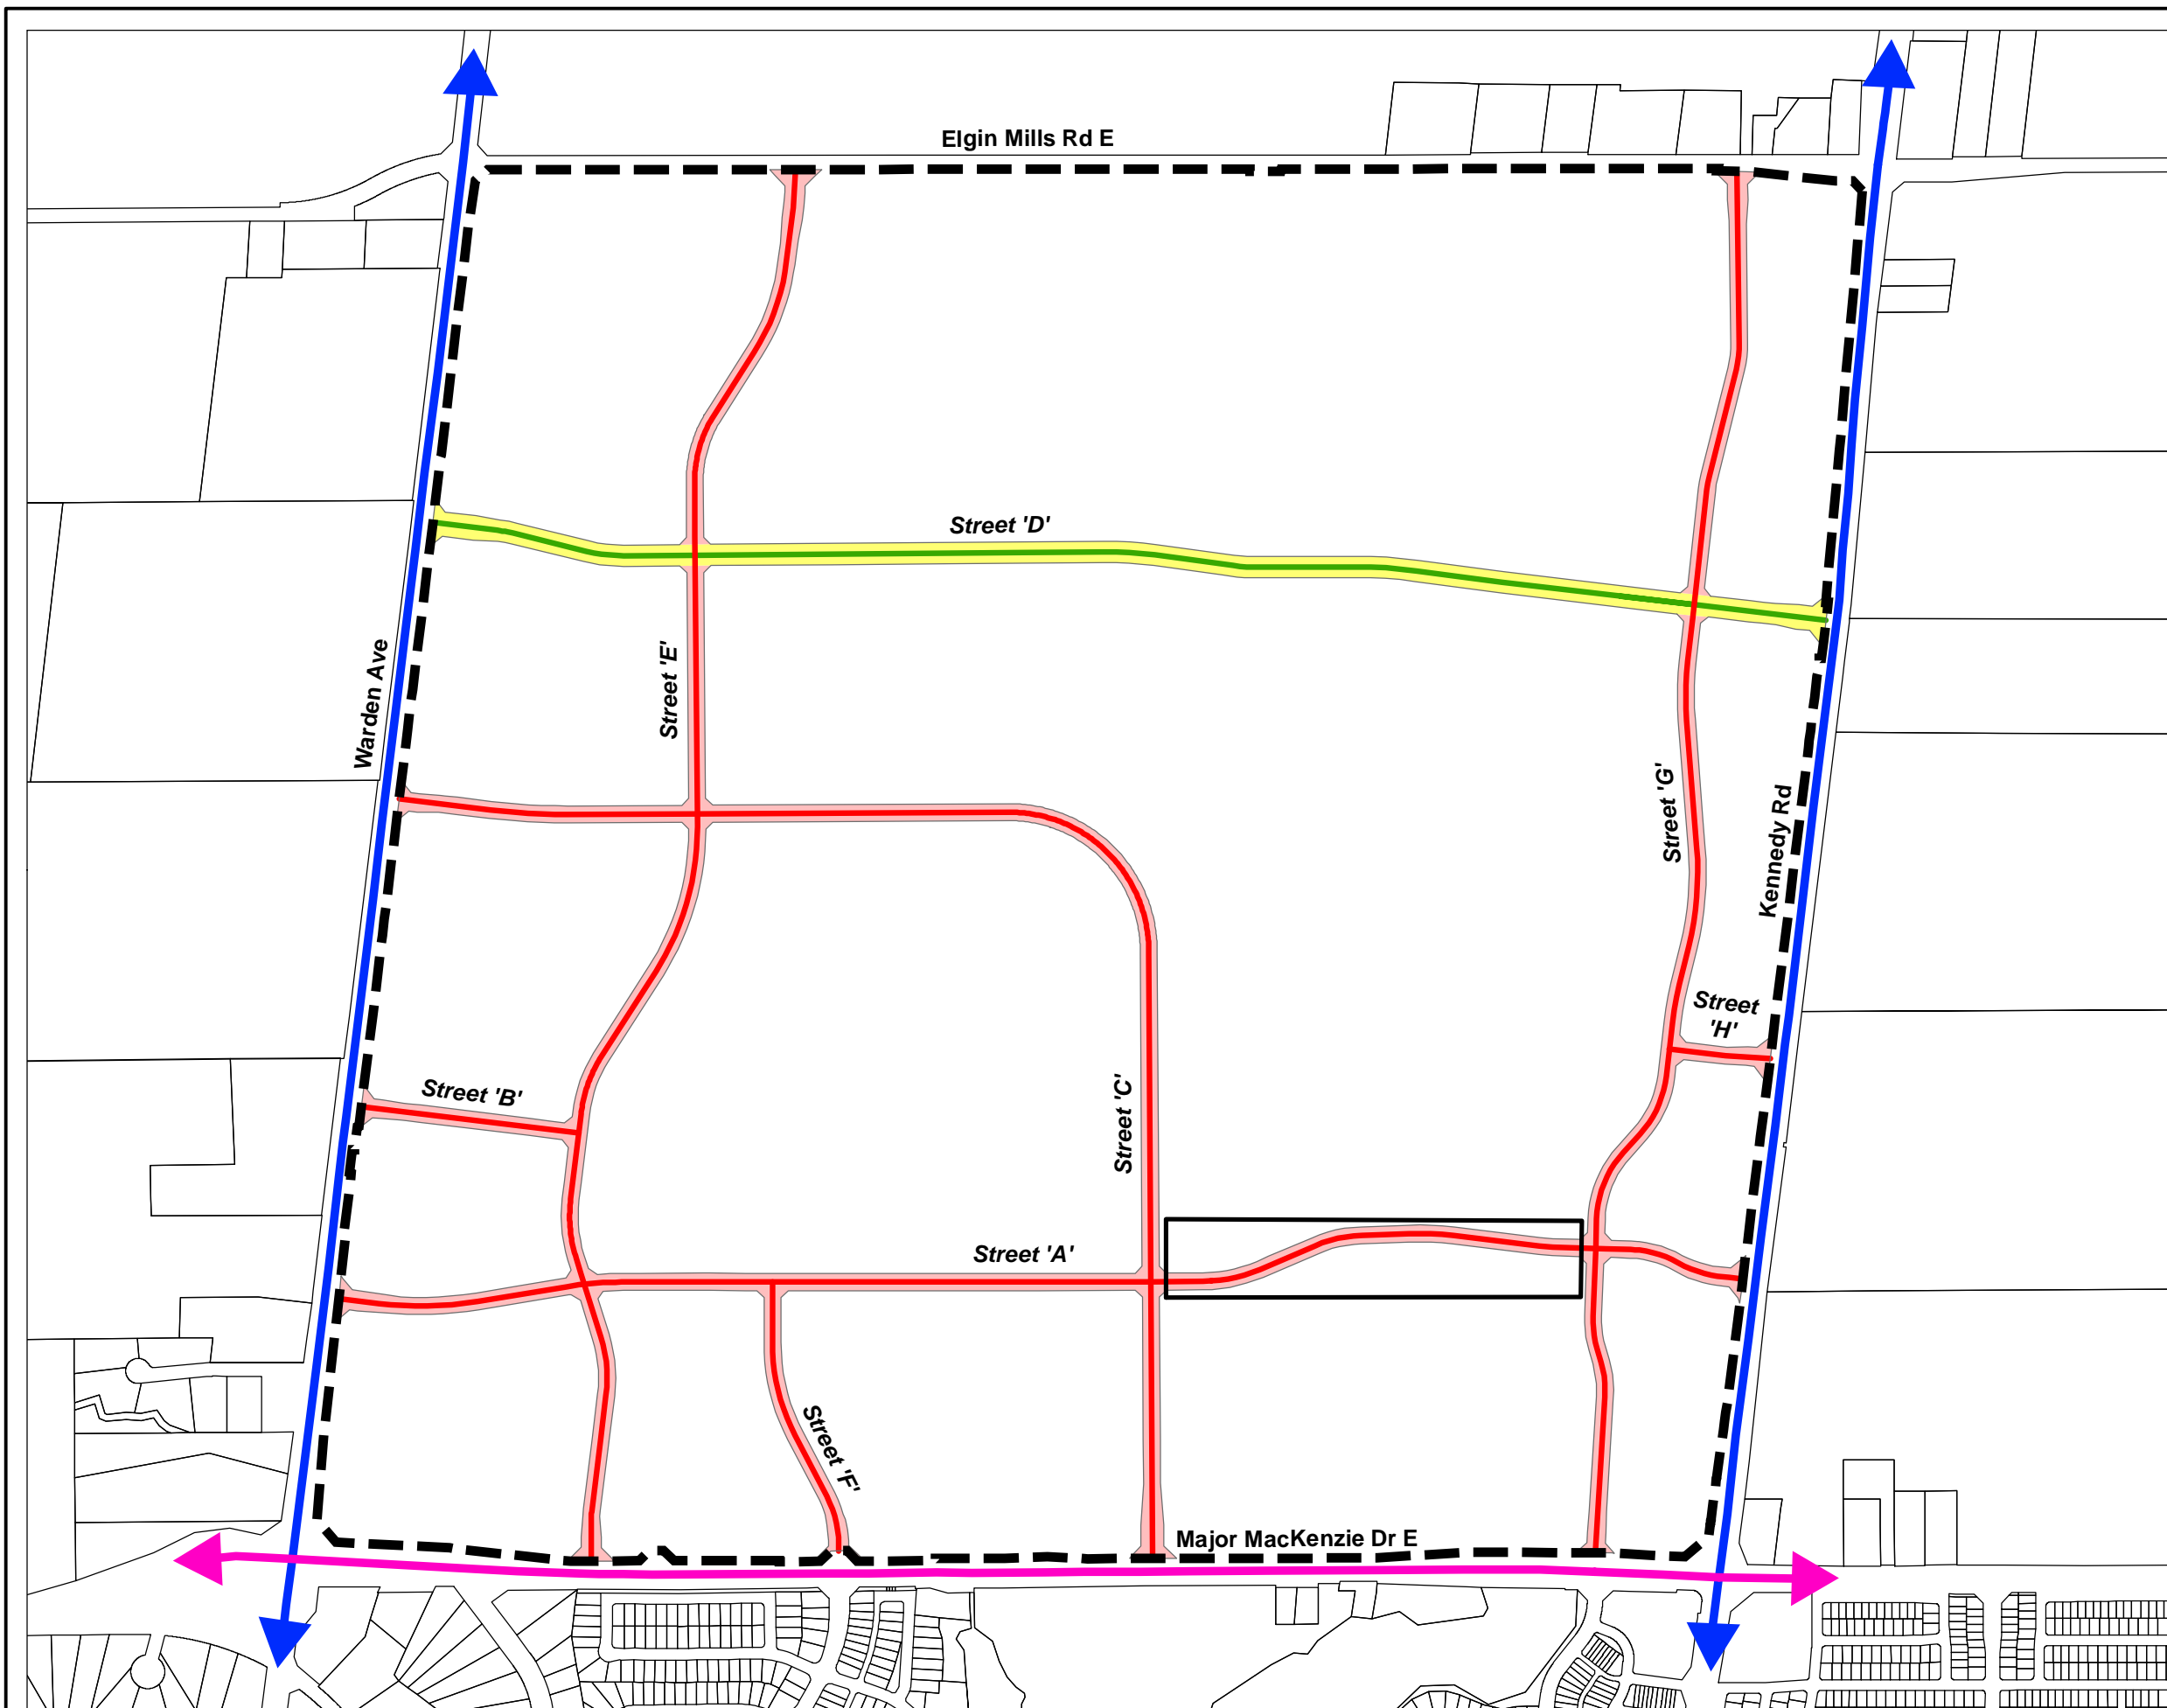 Elgin Mills Rd E
Street 'D'
Warden Ave
Street 'E'
Street 'G'
Kennedy Rd
Street
'H'
Street 'B'
Street 'C'
Street 'A'
Street 'F'
Major MacKenzie Dr E